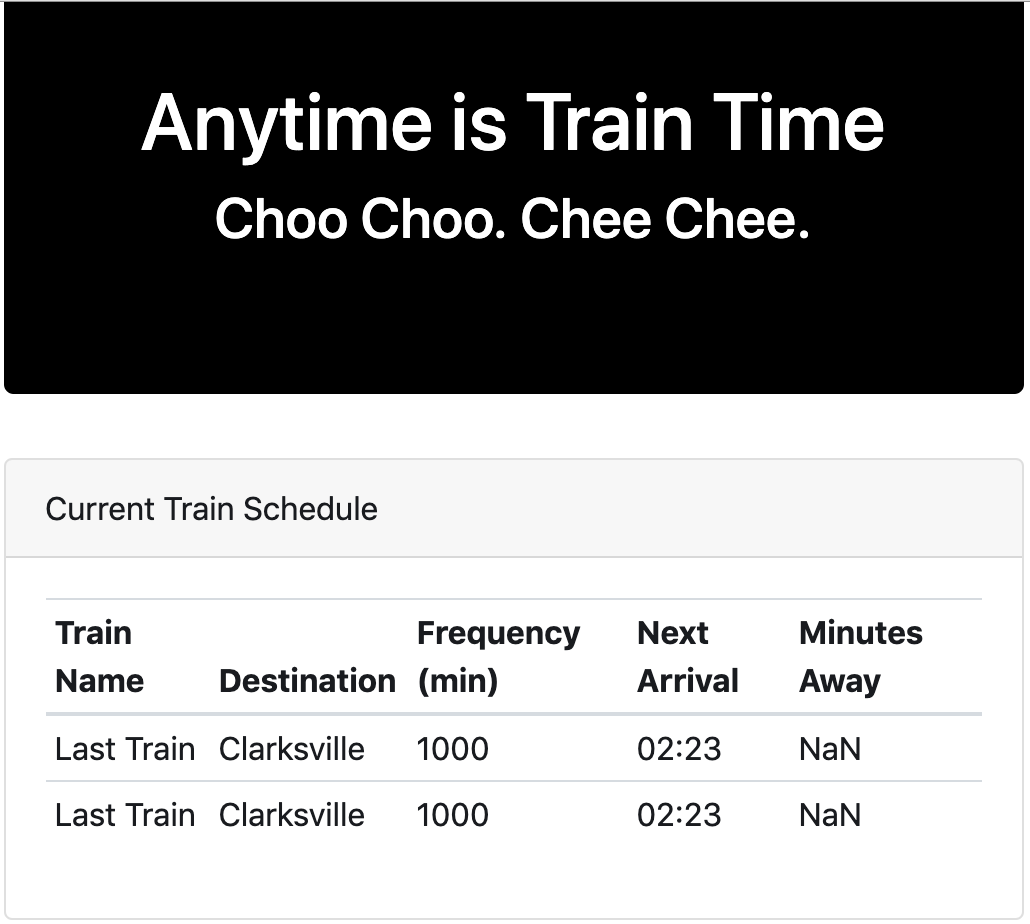 Anytime is Train Time
Choo Choo. Chee Chee.
Current Train Schedule
Train Name Destination Frequency (min) Next Arrival Minutes Away
Last Train Clarksville 1000 02:23 NaN
Last Train Clarksville 1000 02:23 NaN